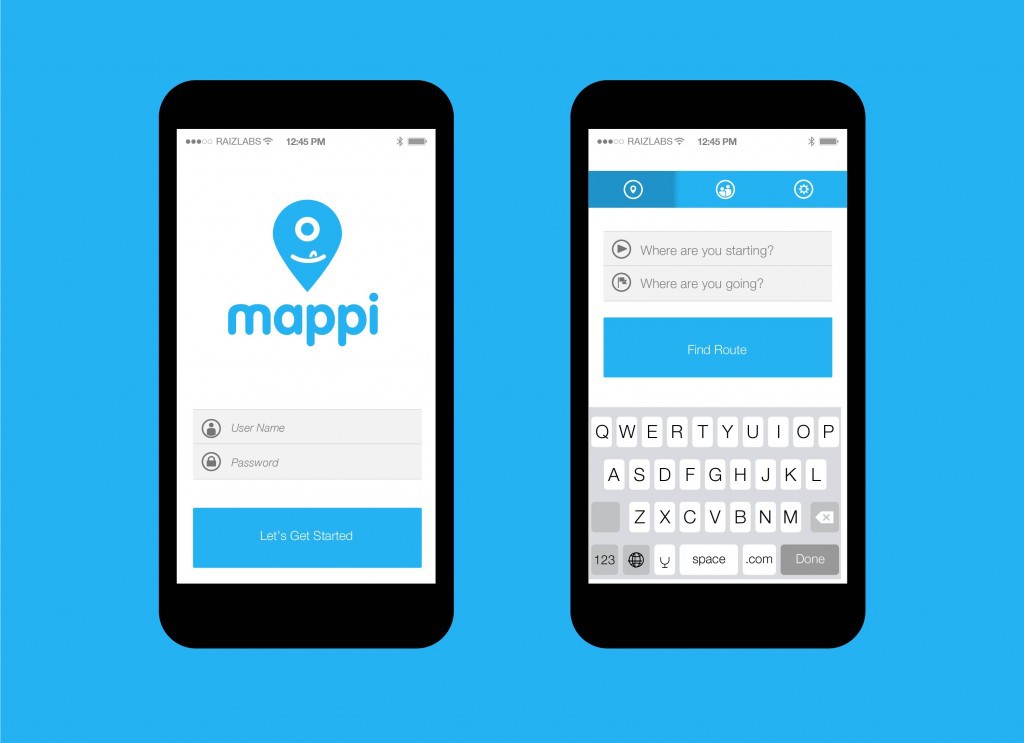 RAIZLABS 12:45 PM
mappi
User Name
Password
Let's Get Started
RAIZLABS 12:45 PM
Where are you starting?
Where are you going?
Find Route
Q W E R T Y U I O P
A S D F G H J K L
Z X C V B N M
123 space .com Done